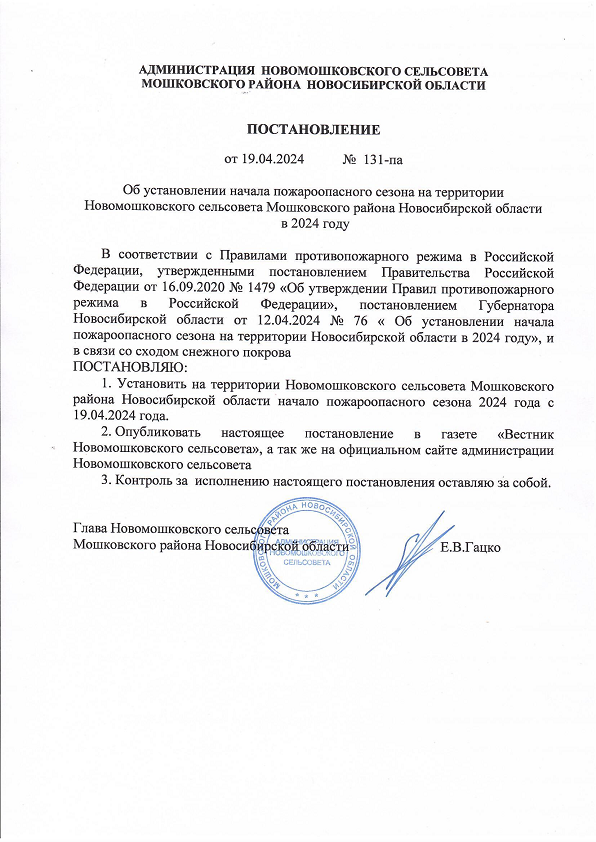 АДМИНИСТРАЦИЯ НОВОМОШКОВСКОГО СЕЛЬСОВЕТА
МОШКОВСКОГО РАЙОНА НОВОСИБИРСКОЙ ОБЛАСТИ
ПОСТАНОВЛЕНИЕ
от 19.04.2024 № 131-па
Об установлении начала пожароопасного сезона на территории
Новомошковского сельсовета Мошковского района Новосибирской области
в 2024 году
В соответствии с Правилами противопожарного режима в Российской
Федерации, утвержденными постановлением Правительства Российской
Федерации от 16.09.2020 № 1479 «Об утверждении Правил противопожарного
режима в Российской Федерации», постановлением Губернатора
Новосибирской области от 12.04.2024 № 76 « Об установлении начала
пожароопасного сезона на территории Новосибирской области в 2024 году», и
в связи со сходом снежного покрова
ПОСТАНОВЛЯЮ:
1. Установить на территории Новомошковского сельсовета Мошковского
района Новосибирской области начало пожароопасного сезона 2024 года с
19.04.2024 года.
2. Опубликовать настоящее постановление в газете «Вестник
Новомошковского сельсовета», а так же на официальном сайте администрации
Новомошковского сельсовета
3. Контроль за исполнению настоящего постановления оставляю за собой.
Глава Новомошковского сельсовета
Мошковского района Новосибирской области Е.В.Гацко
МОШКОВСКОГО РАЙОНА НОВОСИБИРСКОЙ ОБЛАСТИ
АДМИНИСТРАЦИЯ
НОВОМОШКОВСКОГО
СЕЛЬСОВЕТА